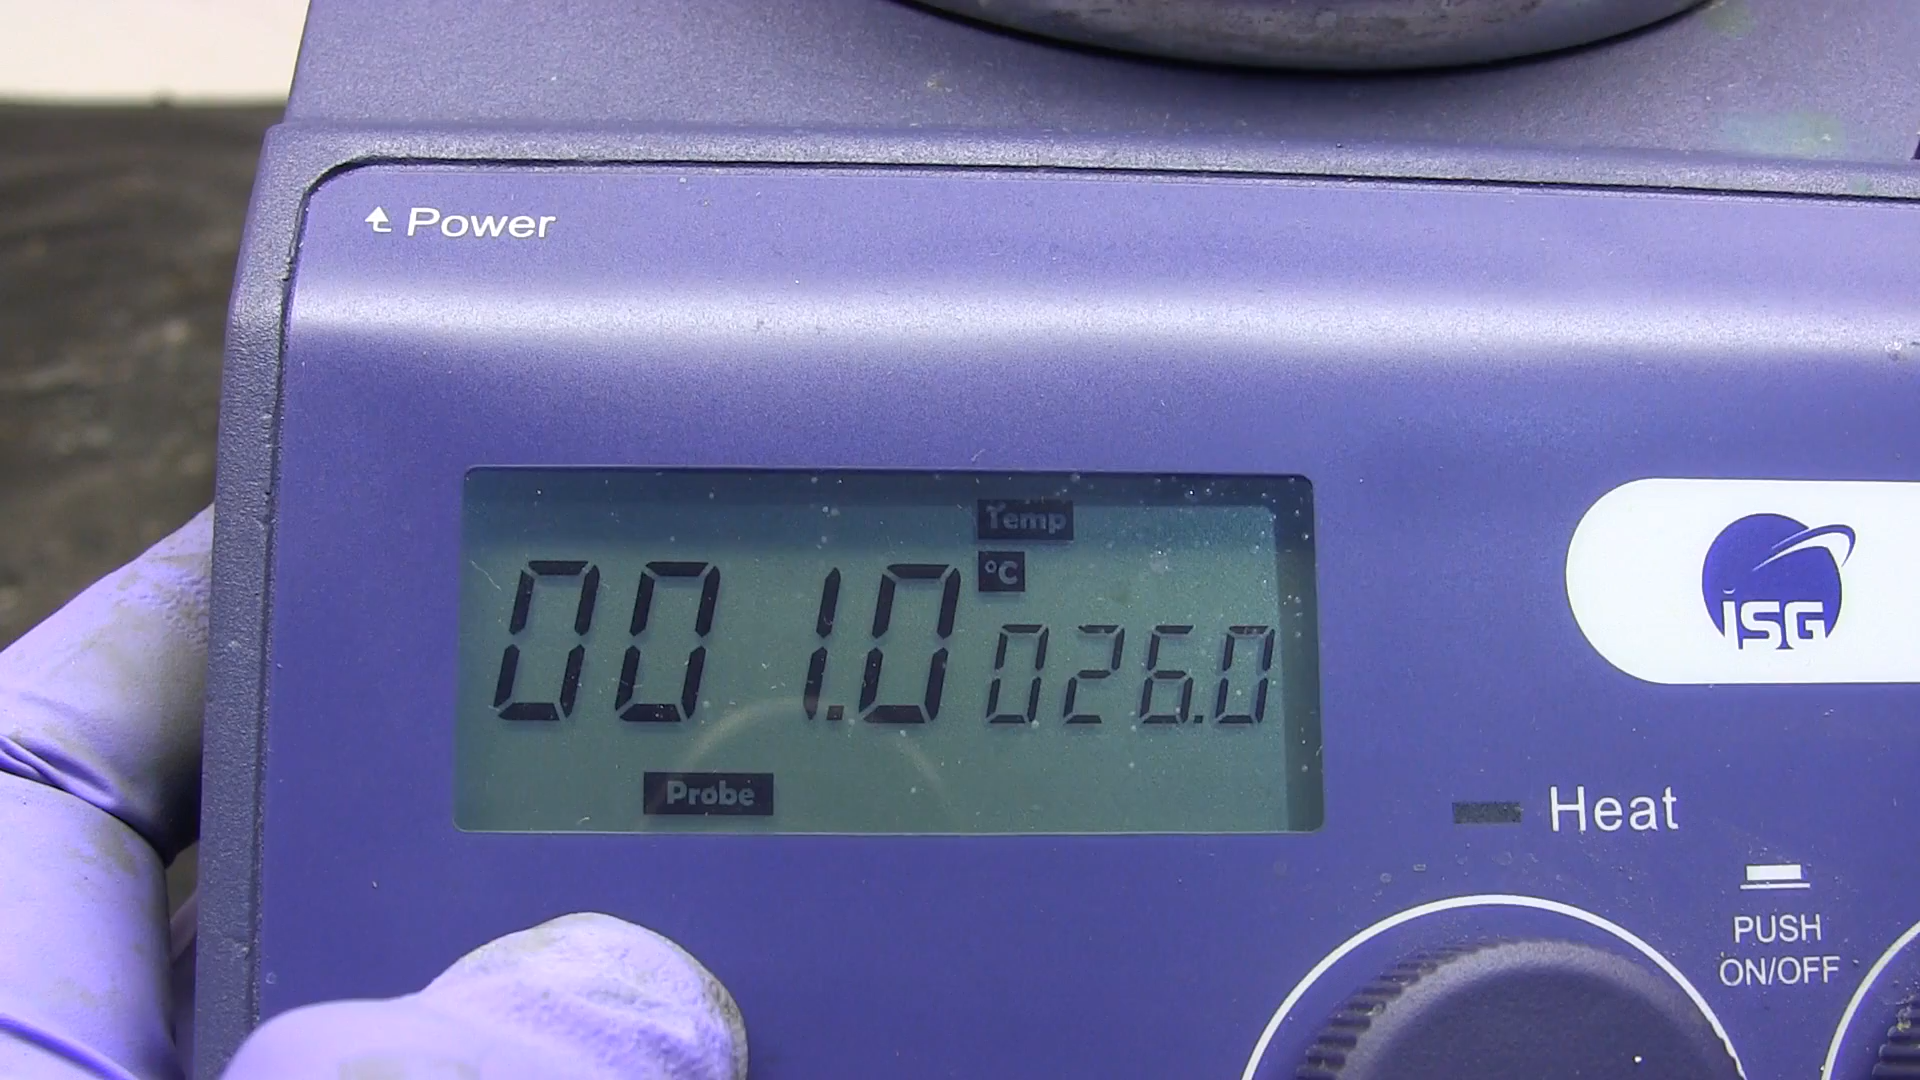 Power
Temp
°C
001.0
026.0
Probe
iSG
Heat
PUSH
ON/OFF